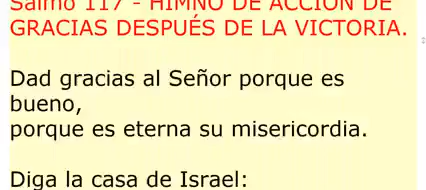 Salmo 117 - HIMNO DE ACCIÓN DE
GRACIAS DESPUÉS DE LA VICTORIA.
Dad gracias al Señor porque es
bueno,
porque es eterna su misericordia.
Diga la casa de Israel: